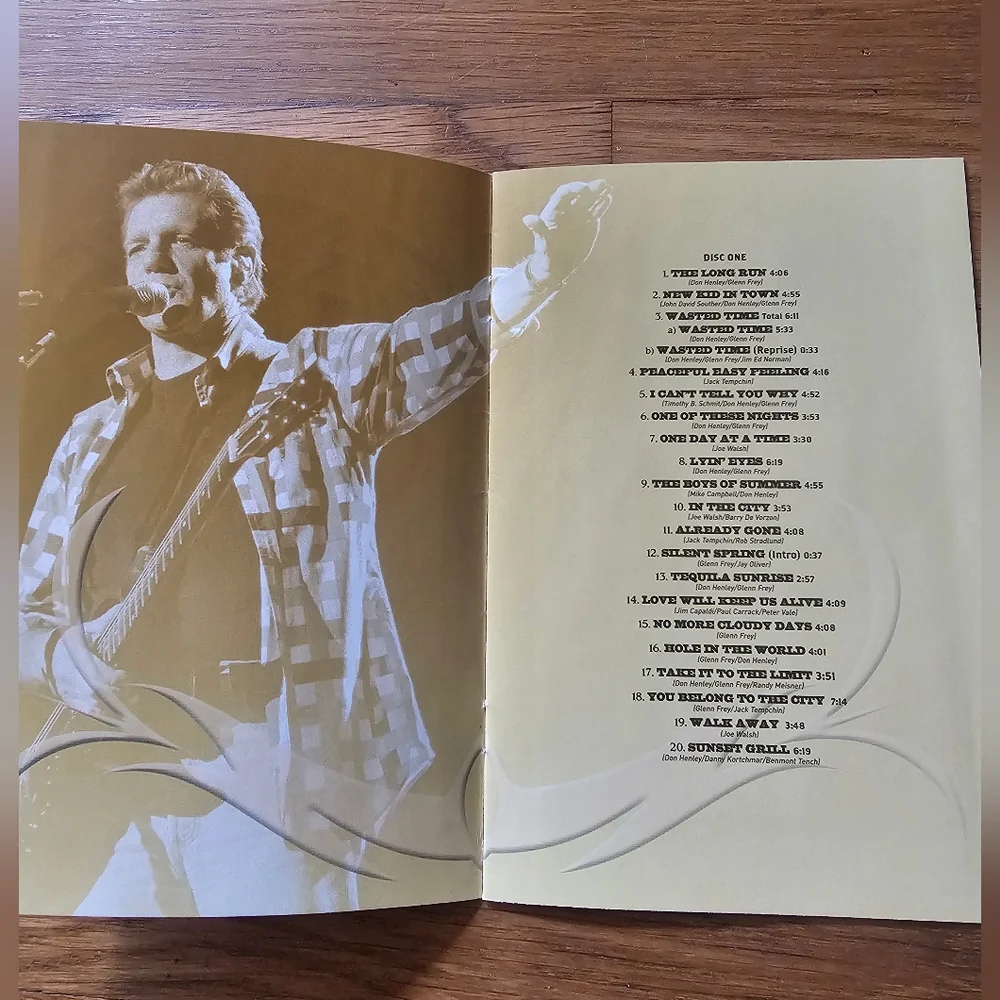 DISC ONE
1. THE LONG RUN 4:06
(Don Henley/Glenn Frey)
2. NEW KID IN TOWN 4:55
(John David Souther/Don Henley/Glenn Frey)
3. WASTED TIME Total 6:11
a) WASTED TIME 5:33
(Don Henley/Glenn Frey)
b) WASTED TIME (Reprise) 0:33
(Don Henley/Glenn Frey/Jim Ed Norman)
4. PEACEFUL EASY FEELING 4:16
(Jack Tempchin)
5. I CAN'T TELL YOU WHY 4:52
(Timothy B. Schmit/Don Henley/Glenn Frey)
6. ONE OF THESE NIGHTS 3:53
(Don Henley/Glenn Frey)
7. ONE DAY AT A TIME 3:30
(Joe Walsh)
8. LYIN' EYES 6:19
(Don Henley/Glenn Frey)
9. THE BOYS OF SUMMER 4:55
(Mike Campbell/Don Henley)
10. IN THE CITY 3:53
(Joe Walsh/Barry De Vorzon)
11. ALREADY GONE 4:08
(Jack Tempchin/Rob Stradlund)
12. SILENT SPRING (Intro) 0:37
(Glenn Frey/Jay Oliver)
13. TEQUILA SUNRISE 2:57
(Don Henley/Glenn Frey)
14. LOVE WILL KEEP US ALIVE 4:09
(Jim Capaldi/Paul Carrack/Peter Vale)
15. NO MORE CLOUDY DAYS 4:08
(Glenn Frey)
16. HOLE IN THE WORLD 4:01
(Glenn Frey/Don Henley)
17. TAKE IT TO THE LIMIT 3:51
(Don Henley/Glenn Frey/Randy Meisner)
18. YOU BELONG TO THE CITY 7:14
(Glenn Frey/Jack Tempchin)
19. WALK AWAY 3:48
(Joe Walsh)
20. SUNSET GRILL 6:19
(Don Henley/Danny Kortchmar/Benmont Tench)